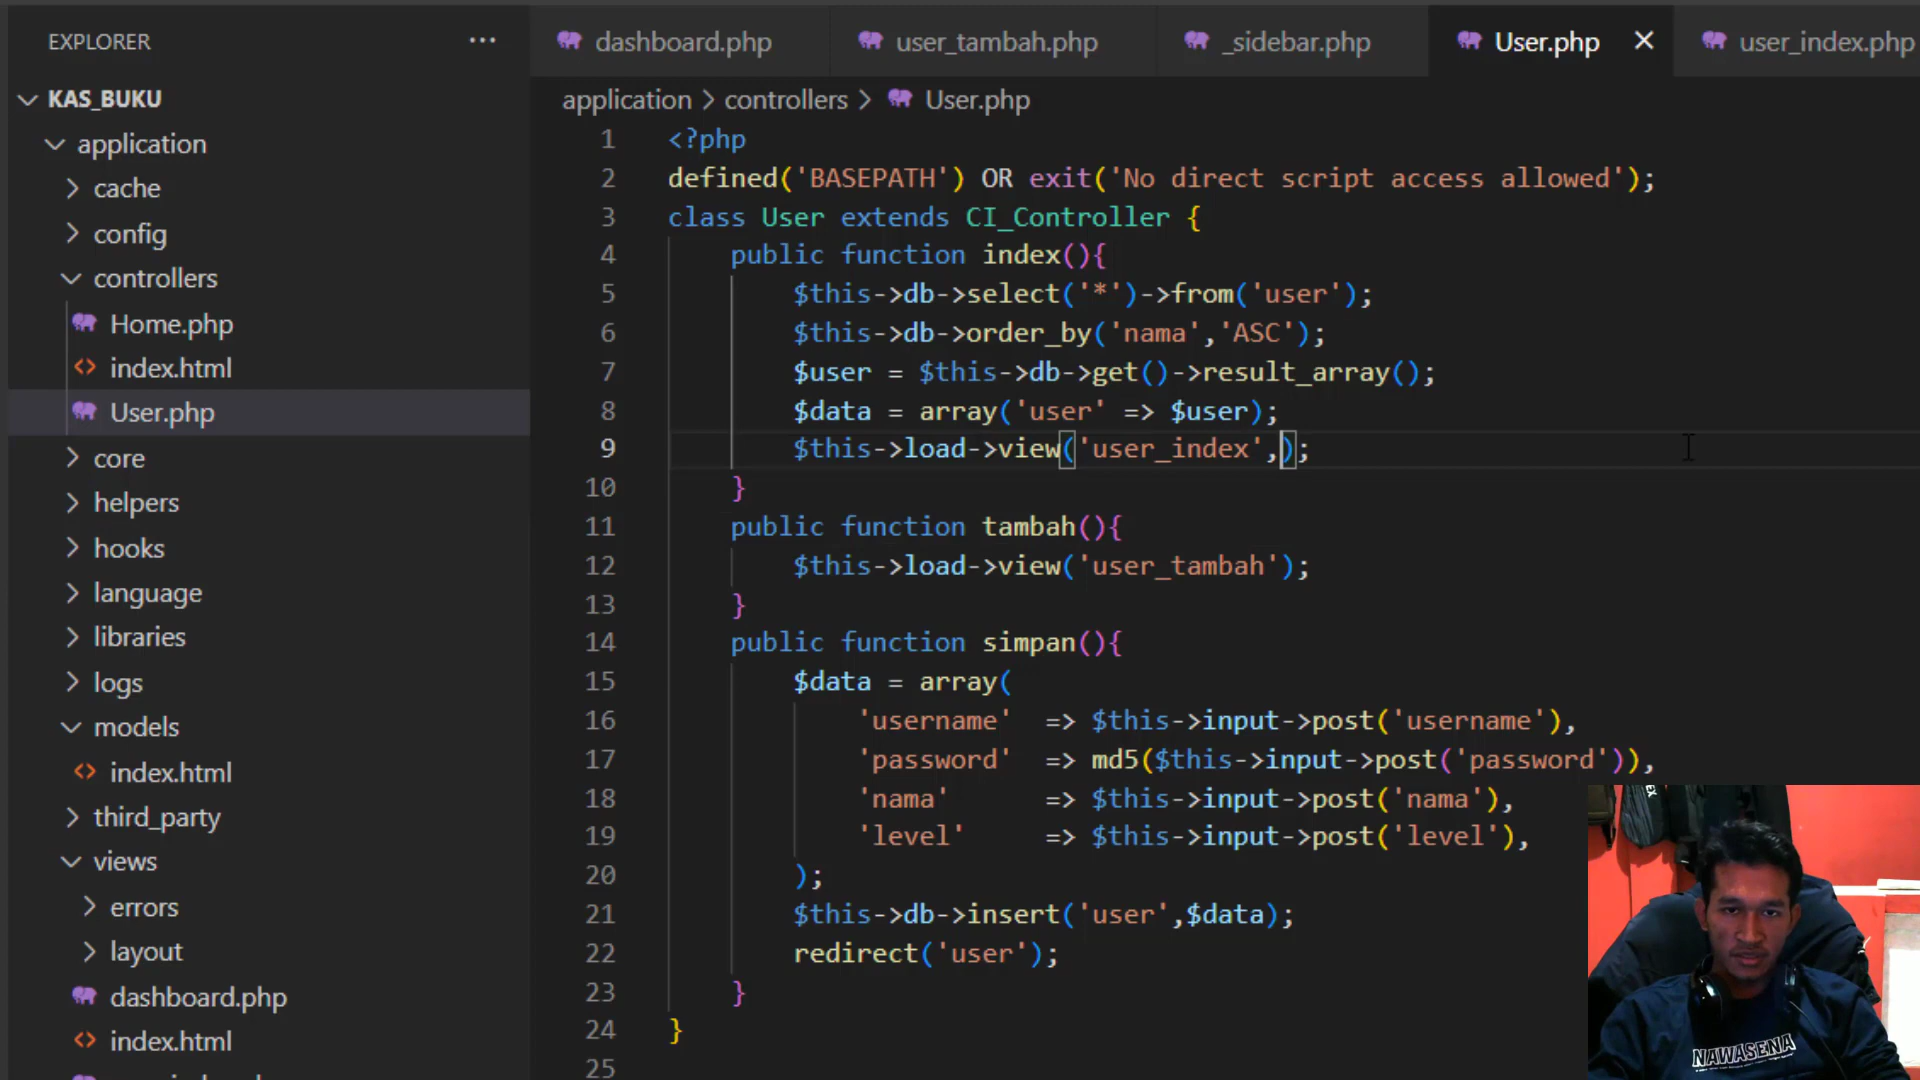 EXPLORER
KAS_BUKU
application
cache
config
controllers
Home.php
index.html
User.php
core
helpers
hooks
language
libraries
logs
models
index.html
third_party
views
errors
layout
dashboard.php
index.html
dashboard.php
user_tambah.php
_sidebar.php
User.php
user_index.php
application > controllers > User.php
1 <?php
2 defined('BASEPATH') OR exit('No direct script access allowed');
3 class User extends CI_Controller {
4 public function index(){
5 $this->db->select('*')->from('user');
6 $this->db->order_by('nama','ASC');
7 $user = $this->db->get()->result_array();
8 $data = array('user' => $user);
9 $this->load->view('user_index',);
10 }
11 public function tambah(){
12 $this->load->view('user_tambah');
13 }
14 public function simpan(){
15 $data = array(
16 'username' => $this->input->post('username'),
17 'password' => md5($this->input->post('password')),
18 'nama' => $this->input->post('nama'),
19 'level' => $this->input->post('level'),
20 );
21 $this->db->insert('user',$data);
22 redirect('user');
23 }
24 }
25
NAWASENA